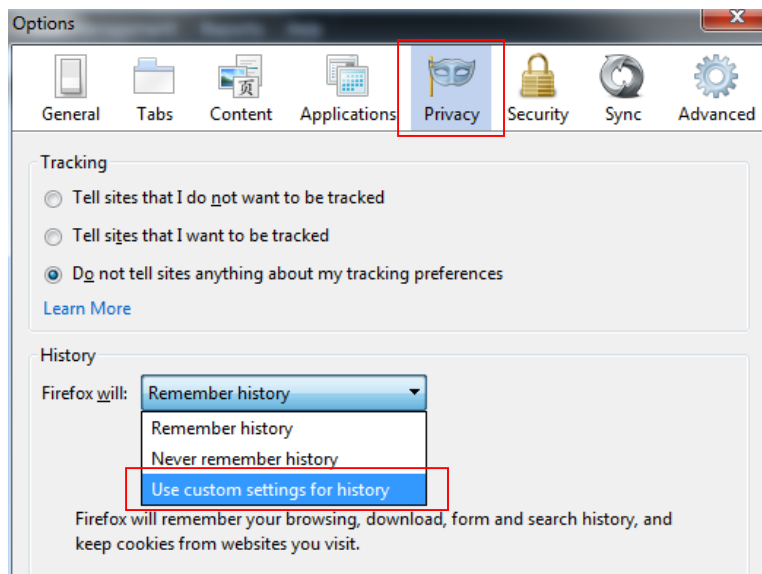 Options
General Tabs Content Applications Privacy Security Sync Advanced
页
Tracking
Tell sites that I do not want to be tracked
Tell sites that I want to be tracked
Do not tell sites anything about my tracking preferences
Learn More
History
Firefox will: Remember history
Remember history
Never remember history
Use custom settings for history
Firefox will remember your browsing, download, form and search history, and
keep cookies from websites you visit.